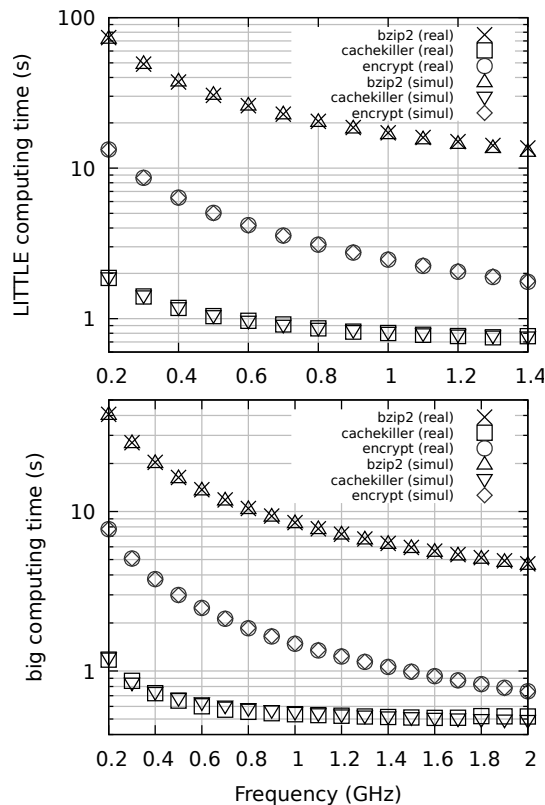 LITTLE computing time (s)
100
10
1
bzip2 (real)
cachekiller (real)
encrypt (real)
bzip2 (simul)
cachekiller (simul)
encrypt (simul)
0.2 0.4 0.6 0.8 1 1.2 1.4
big computing time (s)
10
1
bzip2 (real)
cachekiller (real)
encrypt (real)
bzip2 (simul)
cachekiller (simul)
encrypt (simul)
0.2 0.4 0.6 0.8 1 1.2 1.4 1.6 1.8 2
Frequency (GHz)